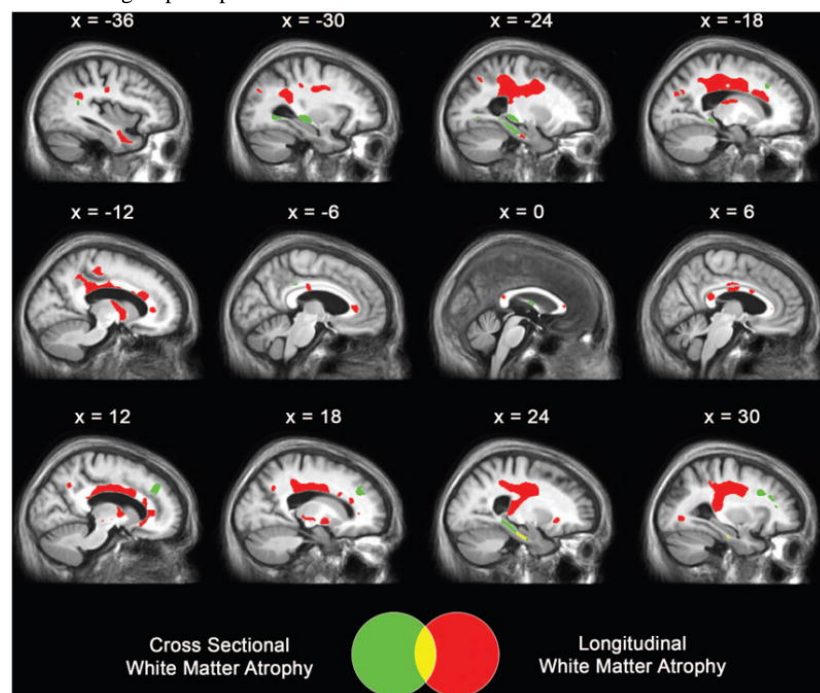 x = -36
x = -30
x = -24
x = -18
x = -12
x = -6
x = 0
x = 6
x = 12
x = 18
x = 24
x = 30
Cross Sectional
White Matter Atrophy
Longitudinal
White Matter Atrophy